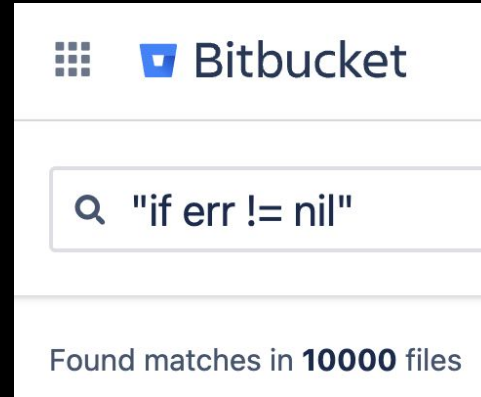 Bitbucket
"if err != nil"
Found matches in 10000 files